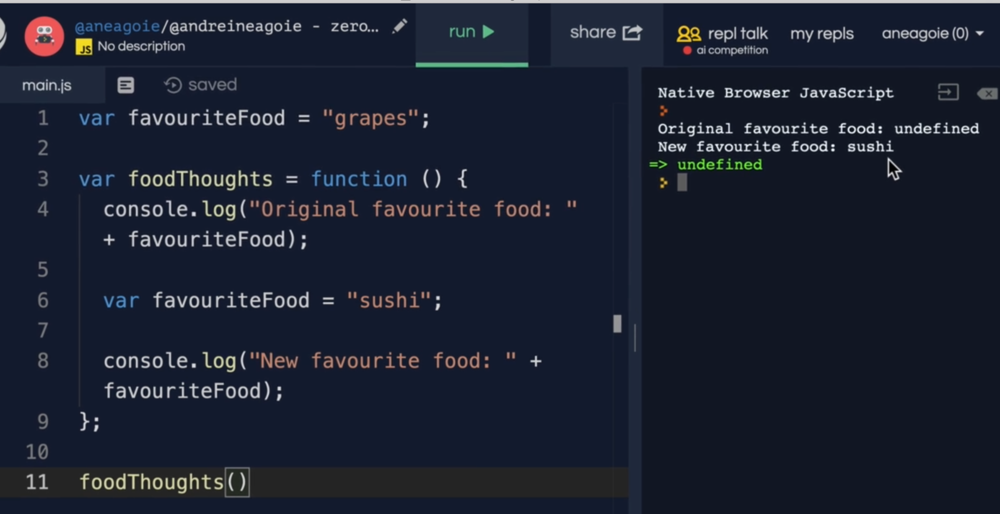 @aneagoie/@andreineagoie - zero...
JS No description
run
share
repl talk
ai competition
my repls
aneagoie (0)
main.js
saved
1 var favouriteFood = "grapes";
2
3 var foodThoughts = function () {
4 console.log("Original favourite food: "
+ favouriteFood);
5
6 var favouriteFood = "sushi";
7
8 console.log("New favourite food: " +
favouriteFood);
9 };
10
11 foodThoughts()
Native Browser JavaScript
Original favourite food: undefined
New favourite food: sushi
=> undefined